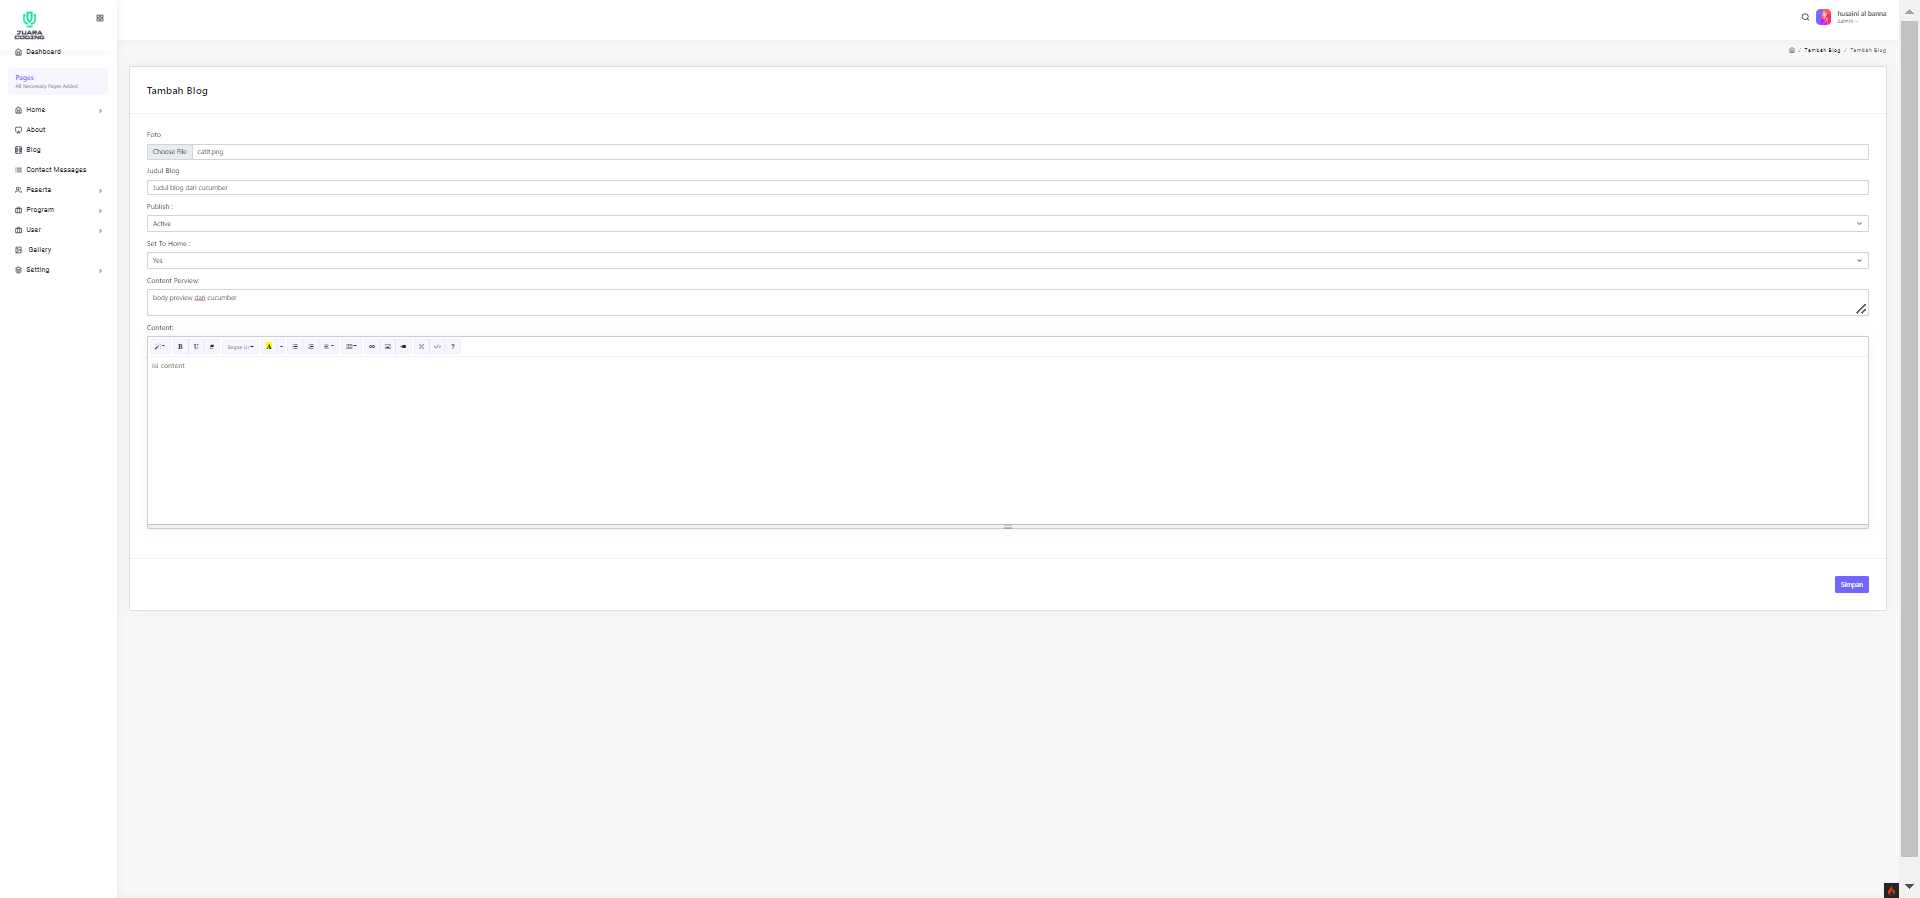 JUARA
CODING
Dashboard
Pages
All Neccesary Pages Added
Home
About
Blog
Contact Messages
Peserta
Program
User
Gallery
Setting
husaini al banna
Admin
/ Tambah Blog / Tambah Blog
Tambah Blog
Foto
Choose File catit.png
Judul Blog
Judul blog dari cucumber
Publish :
Active
Set To Home :
Yes
Content Perview:
body preview dari cucumber
Content:
B U Segoe UI A </> ?
isi content
Simpan